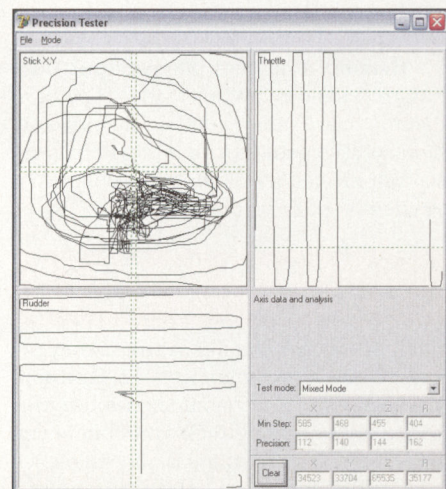 Precision Tester
File Mode
Stick X,Y
Throttle
Rudder
Axis data and analysis
Test mode: Mixed Mode
X Y Z R
Min Step: 585 468 455 404
Precision: 112 140 144 162
X Y Z R
Clear 34523 33704 65535 35177